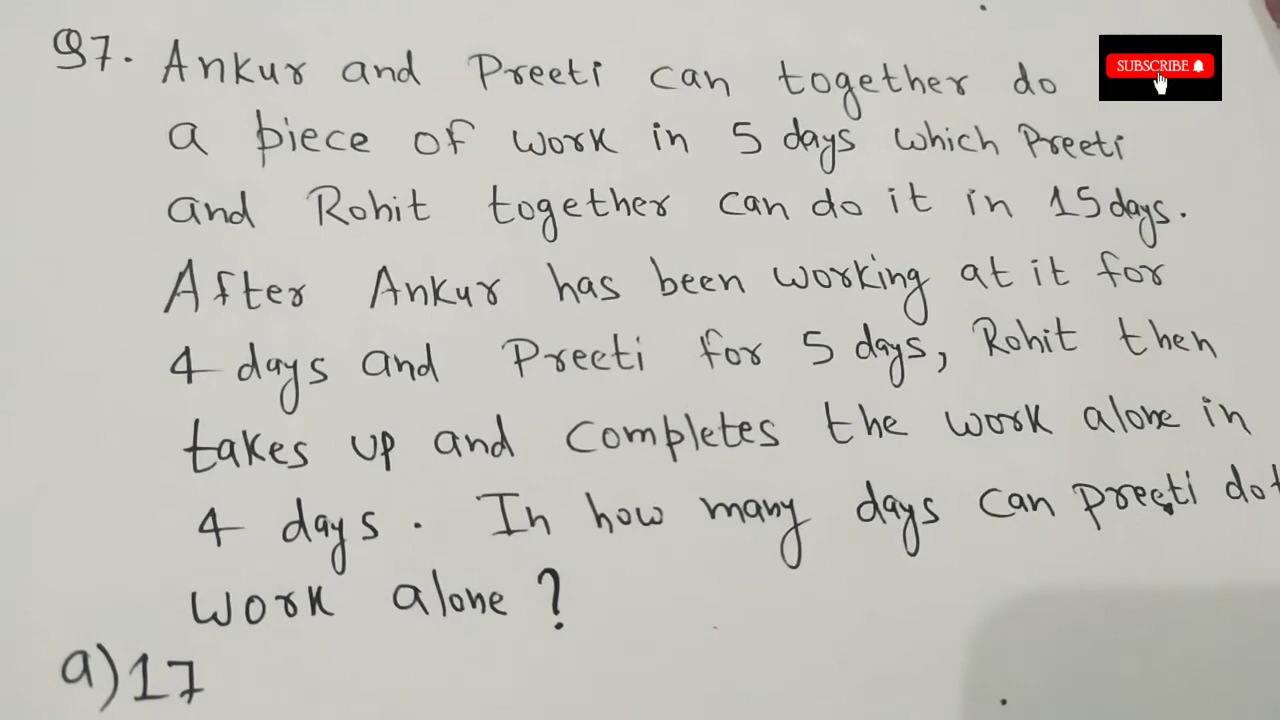 Q7. Ankur and Preeti can together do
SUBSCRIBE
a piece of work in 5 days which Preeti
and Rohit together can do it in 15 days.
After Ankur has been working at it for
4 days and Preeti for 5 days, Rohit then
takes up and completes the work alone in
4 days. In how many days can preeti do
work alone?
a) 17